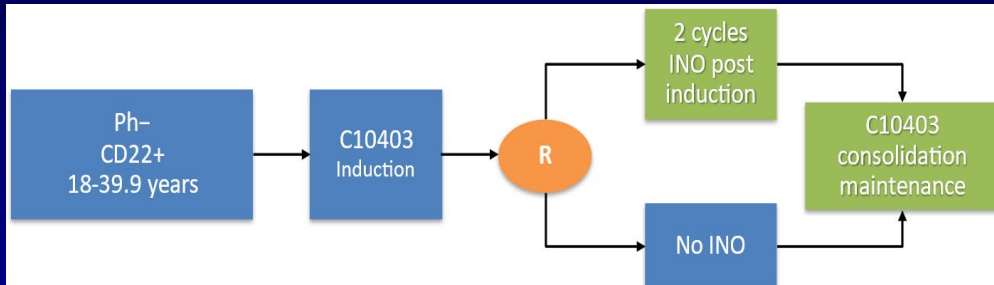 Ph–
CD22+
18-39.9 years
C10403
Induction
R
2 cycles
INO post
induction
No INO
C10403
consolidation
maintenance